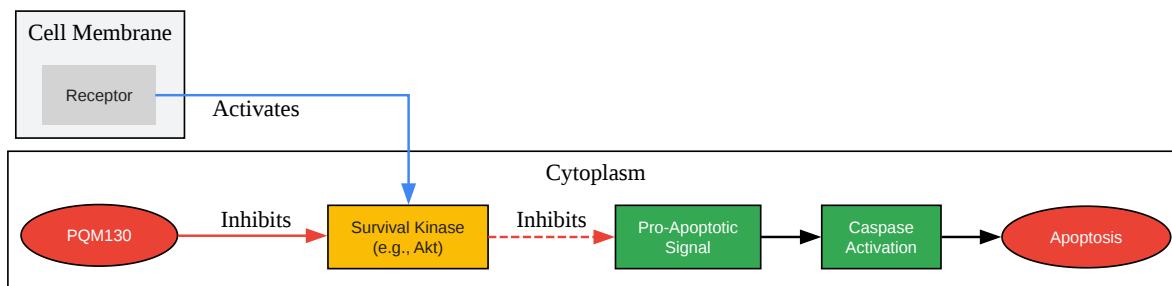 Cell Membrane
Receptor
Activates
Cytoplasm
PQM130
Inhibits
Survival Kinase
(e.g., Akt)
Inhibits
Pro-Apoptotic
Signal
Caspase
Activation
Apoptosis